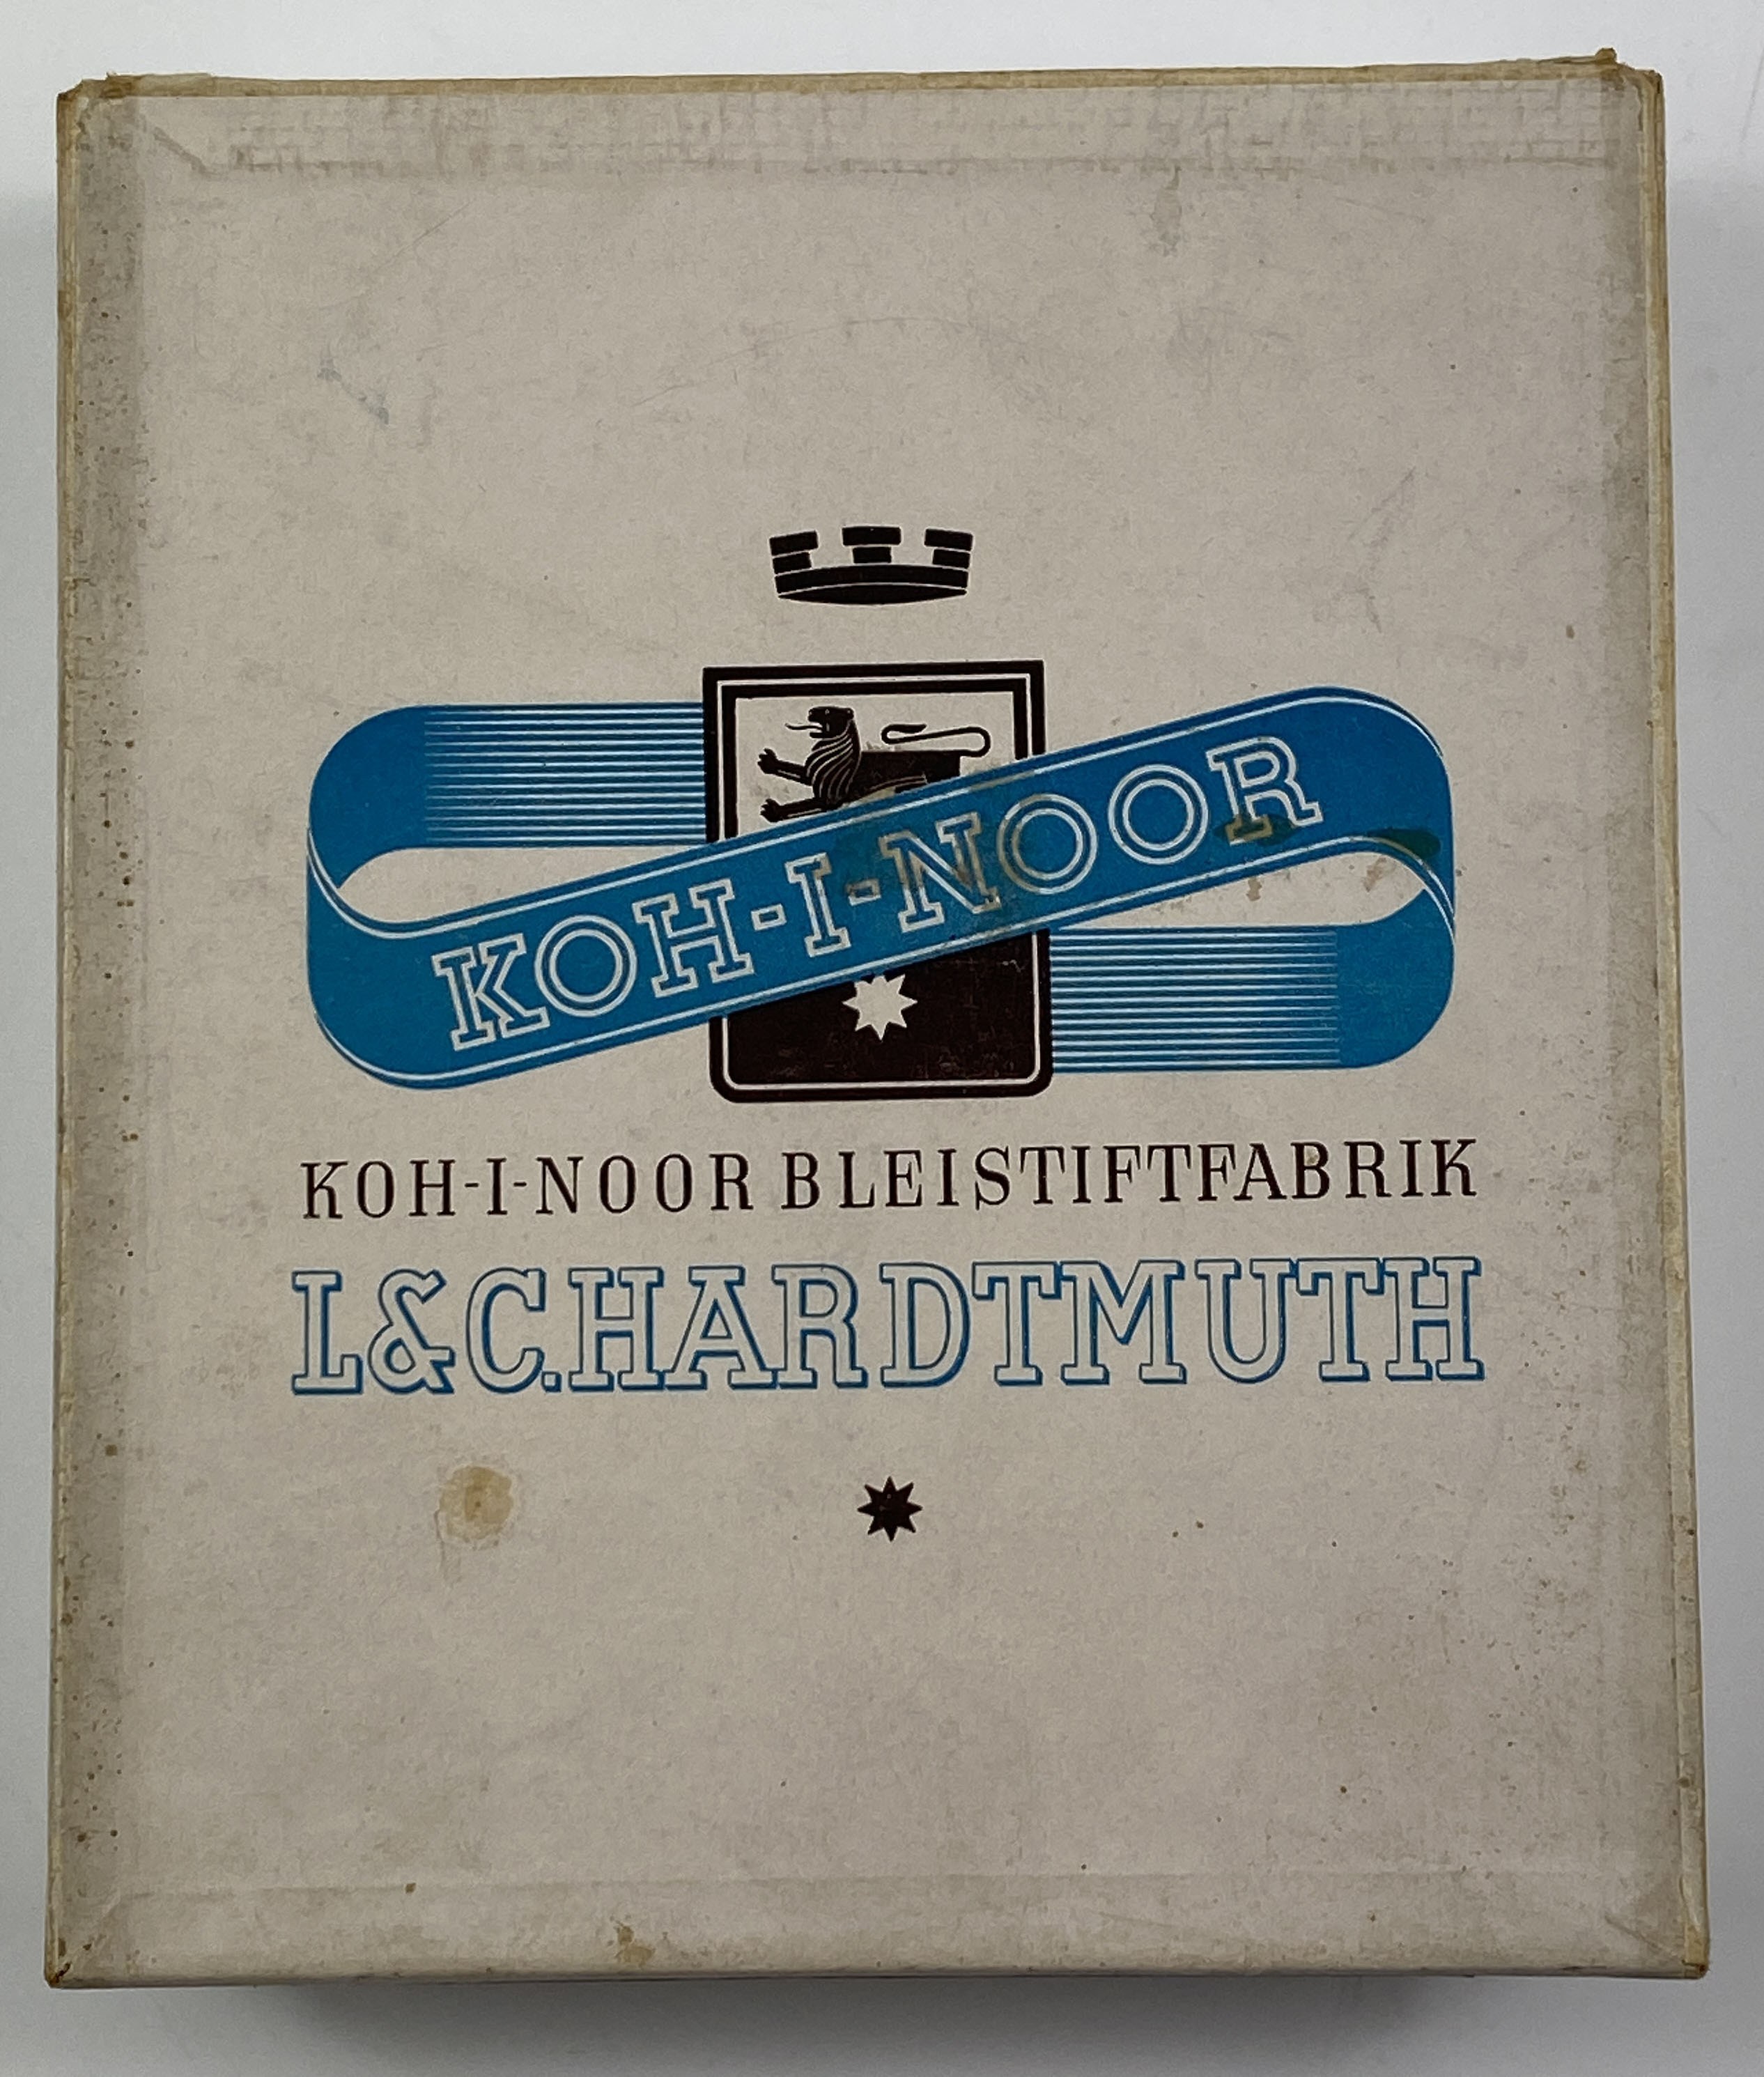 KOH-I-NOOR
KOH-I-NOOR BLEISTIFTFABRIK
L&C.HARDTMUTH